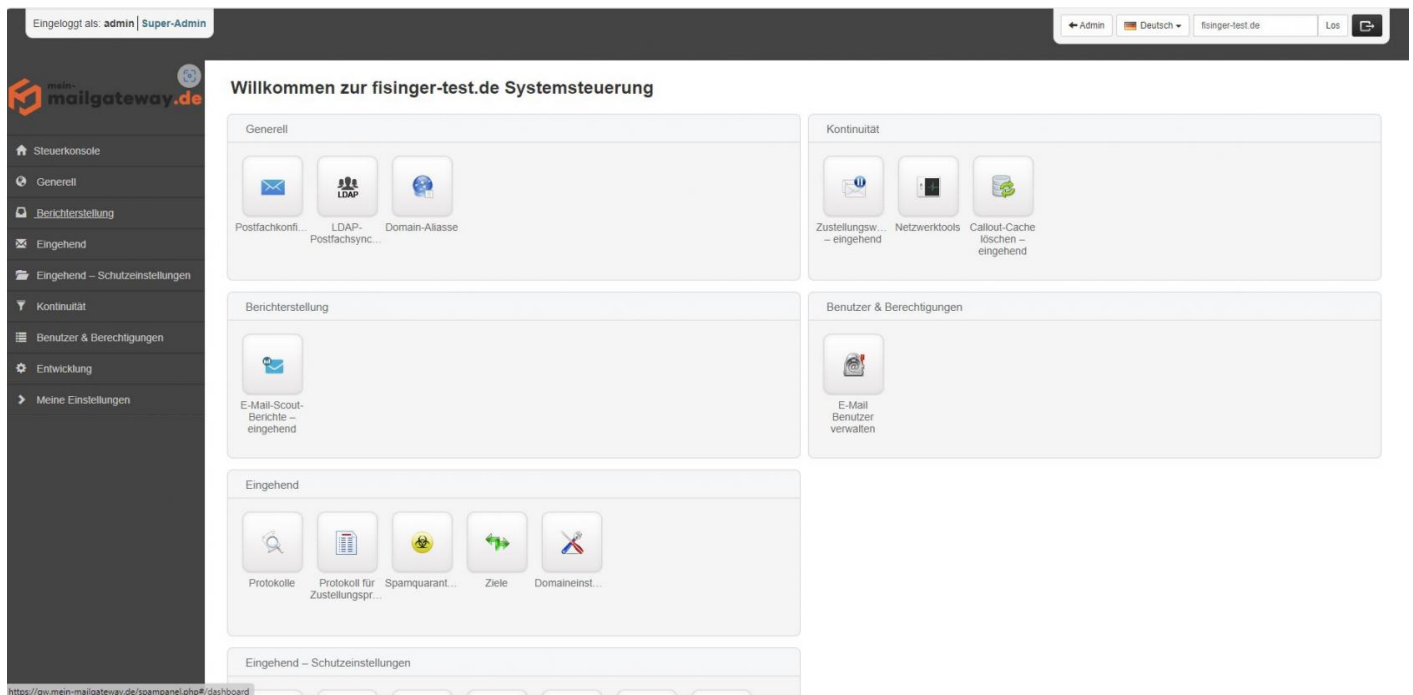 Eingeloggt als: admin | Super-Admin
Admin
Deutsch
fisinger-test.de
Los
mein-
mailgateway.de
Steuerkonsole
Generell
Berichterstellung
Eingehend
Eingehend – Schutzeinstellungen
Kontinuität
Benutzer & Berechtigungen
Entwicklung
Meine Einstellungen
Willkommen zur fisinger-test.de Systemsteuerung
Generell
Postfachkonfi...
LDAP
LDAP-
Postfachsync...
Domain-Aliasse
Kontinuität
Zustellungsw...
– eingehend
Netzwerktools
Callout-Cache
löschen –
eingehend
Berichterstellung
E-Mail-Scout-
Berichte –
eingehend
Benutzer & Berechtigungen
E-Mail
Benutzer
verwalten
Eingehend
Protokolle
Protokoll für
Zustellungspr...
Spamquarant...
Ziele
Domaineinst...
Eingehend – Schutzeinstellungen
https://gw.mein-mailgateway.de/spampanel.php#/dashboard